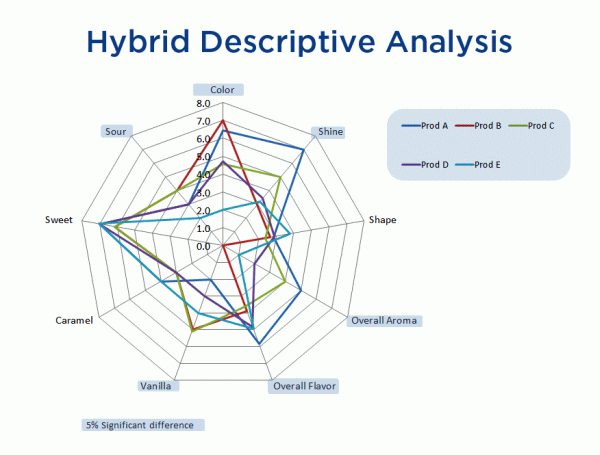 Hybrid Descriptive Analysis
Color
8.0
7.0
6.0
5.0
4.0
3.0
2.0
1.0
0.0
Sour
Shine
Prod A Prod B Prod C
Prod D Prod E
Sweet
Shape
Caramel
Overall Aroma
Vanilla
Overall Flavor
5% Significant difference